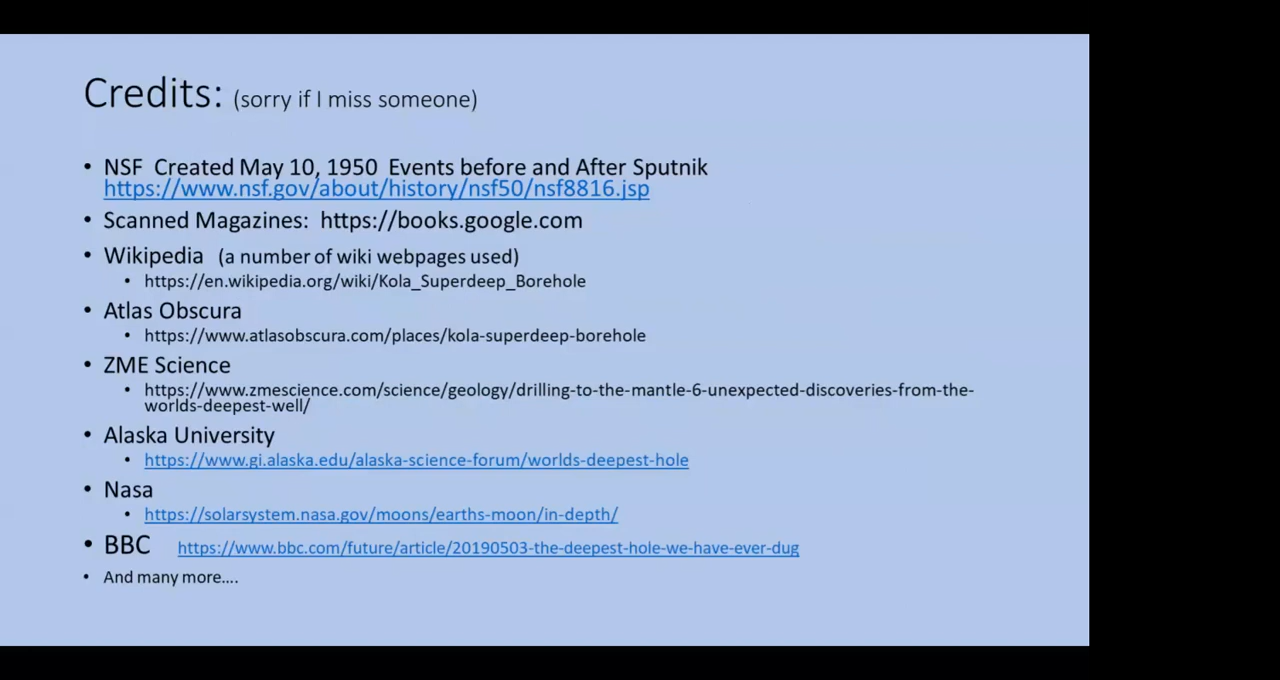 Credits: (sorry if I miss someone)
• NSF Created May 10, 1950 Events before and After Sputnik
https://www.nsf.gov/about/history/nsf50/nsf8816.jsp
• Scanned Magazines: https://books.google.com
• Wikipedia (a number of wiki webpages used)
• https://en.wikipedia.org/wiki/Kola_Superdeep_Borehole
• Atlas Obscura
• https://www.atlasobscura.com/places/kola-superdeep-borehole
• ZME Science
• https://www.zmescience.com/science/geology/drilling-to-the-mantle-6-unexpected-discoveries-from-the-
worlds-deepest-well/
• Alaska University
• https://www.gi.alaska.edu/alaska-science-forum/worlds-deepest-hole
• Nasa
• https://solarsystem.nasa.gov/moons/earths-moon/in-depth/
• BBC https://www.bbc.com/future/article/20190503-the-deepest-hole-we-have-ever-dug
• And many more....